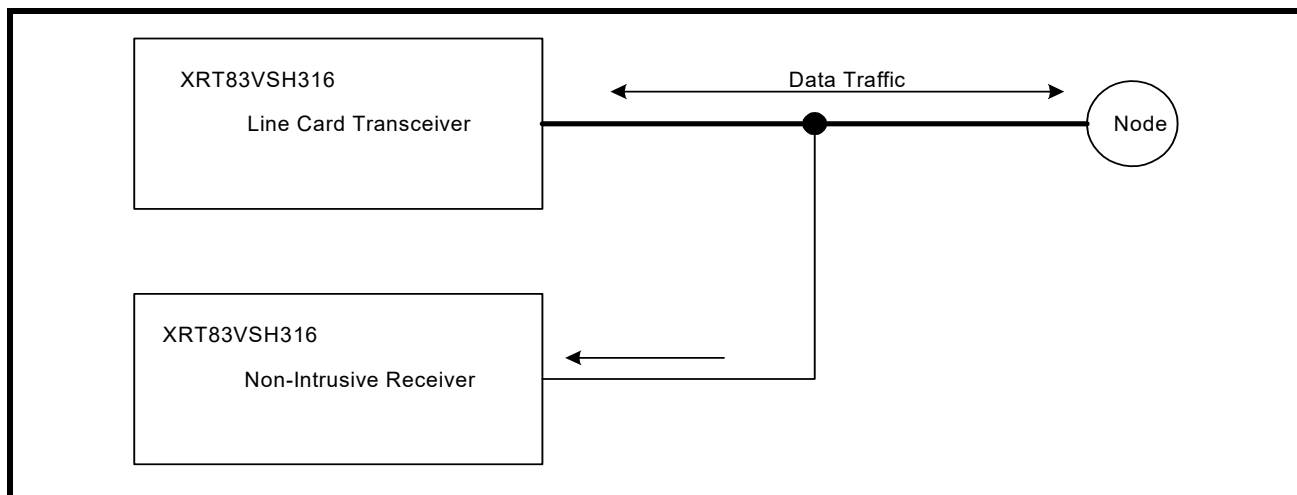 XRT83VSH316
Line Card Transceiver
Data Traffic
Node
XRT83VSH316
Non-Intrusive Receiver